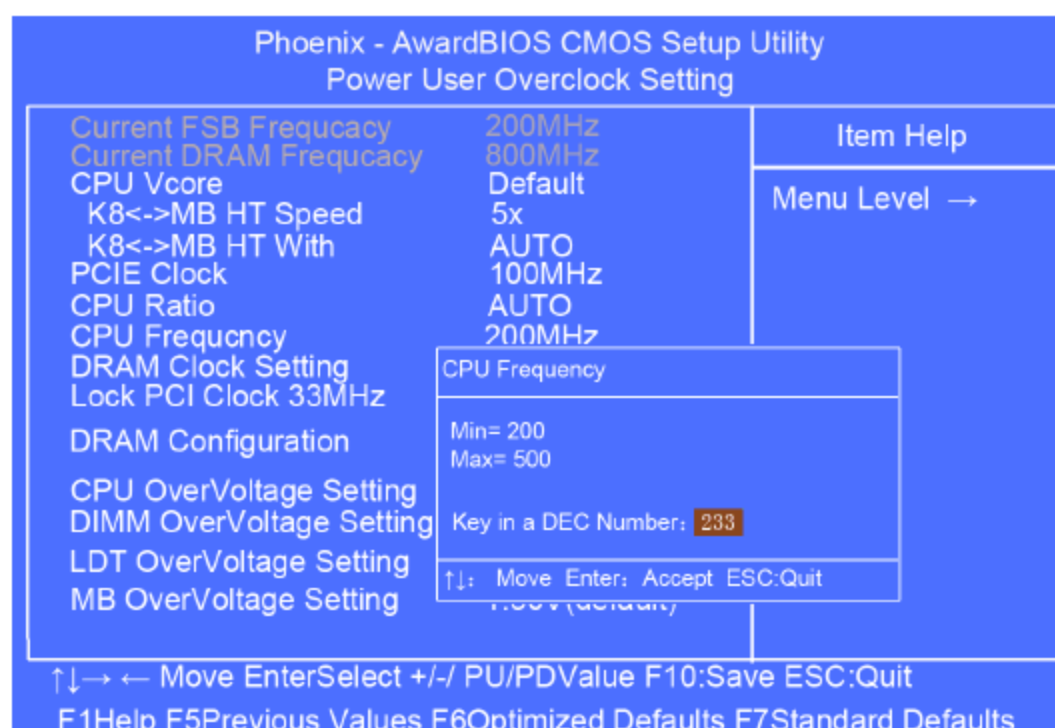 Phoenix - AwardBIOS CMOS Setup Utility
Power User Overclock Setting
Current FSB Frequcacy 200MHz
Current DRAM Frequcacy 800MHz
CPU Vcore Default
K8<->MB HT Speed 5x
K8<->MB HT With AUTO
PCIE Clock 100MHz
CPU Ratio AUTO
CPU Frequcncy 200MHz
DRAM Clock Setting
Lock PCI Clock 33MHz
DRAM Configuration
CPU OverVoltage Setting
DIMM OverVoltage Setting
LDT OverVoltage Setting
MB OverVoltage Setting
Item Help
Menu Level →
CPU Frequency
Min= 200
Max= 500
Key in a DEC Number: 233
↑↓: Move Enter: Accept ESC:Quit
↑↓→ ← Move EnterSelect +/-/ PU/PDValue F10:Save ESC:Quit
F1Help F5Previous Values F6Optimized Defaults F7Standard Defaults